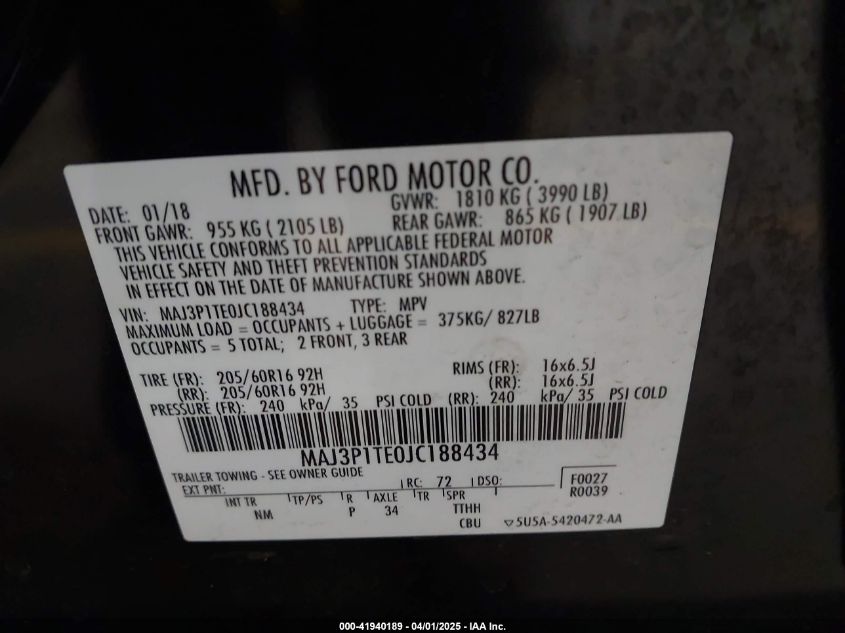 MFD. BY FORD MOTOR CO.
DATE: 01/18 GVWR: 1810 KG ( 3990 LB)
FRONT GAWR: 955 KG ( 2105 LB) REAR GAWR: 865 KG ( 1907 LB)
THIS VEHICLE CONFORMS TO ALL APPLICABLE FEDERAL MOTOR
VEHICLE SAFETY AND THEFT PREVENTION STANDARDS
IN EFFECT ON THE DATE OF MANUFACTURE SHOWN ABOVE.
VIN: MAJ3P1TE0JC188434 TYPE: MPV
MAXIMUM LOAD = OCCUPANTS + LUGGAGE = 375KG/ 827LB
OCCUPANTS = 5 TOTAL; 2 FRONT, 3 REAR
TIRE (FR): 205/60R16 92H RIMS (FR): 16x6.5J
(RR): 205/60R16 92H (RR): 16x6.5J
PRESSURE (FR): 240 kPa/ 35 PSI COLD (RR): 240 kPa/ 35 PSI COLD
MAJ3P1TE0JC188434
TRAILER TOWING - SEE OWNER GUIDE
EXT PNT: RC: 72 DSO: F0027
R0039
INT TR TP/PS R AXLE TR SPR
NM P 34 TTHH
CBU 5U5A-5420472-AA
000-41940189 - 04/01/2025 - IAA Inc.